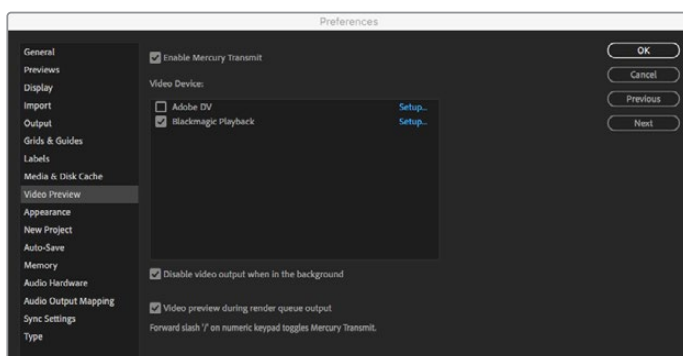 Preferences
General
Previews
Display
Import
Output
Grids & Guides
Labels
Media & Disk Cache
Video Preview
Appearance
New Project
Auto-Save
Memory
Audio Hardware
Audio Output Mapping
Sync Settings
Type
Enable Mercury Transmit
Video Device:
Adobe DV Setup...
Blackmagic Playback Setup...
Disable video output when in the background
Video preview during render queue output
Forward slash '/' on numeric keypad toggles Mercury Transmit.
OK
Cancel
Previous
Next